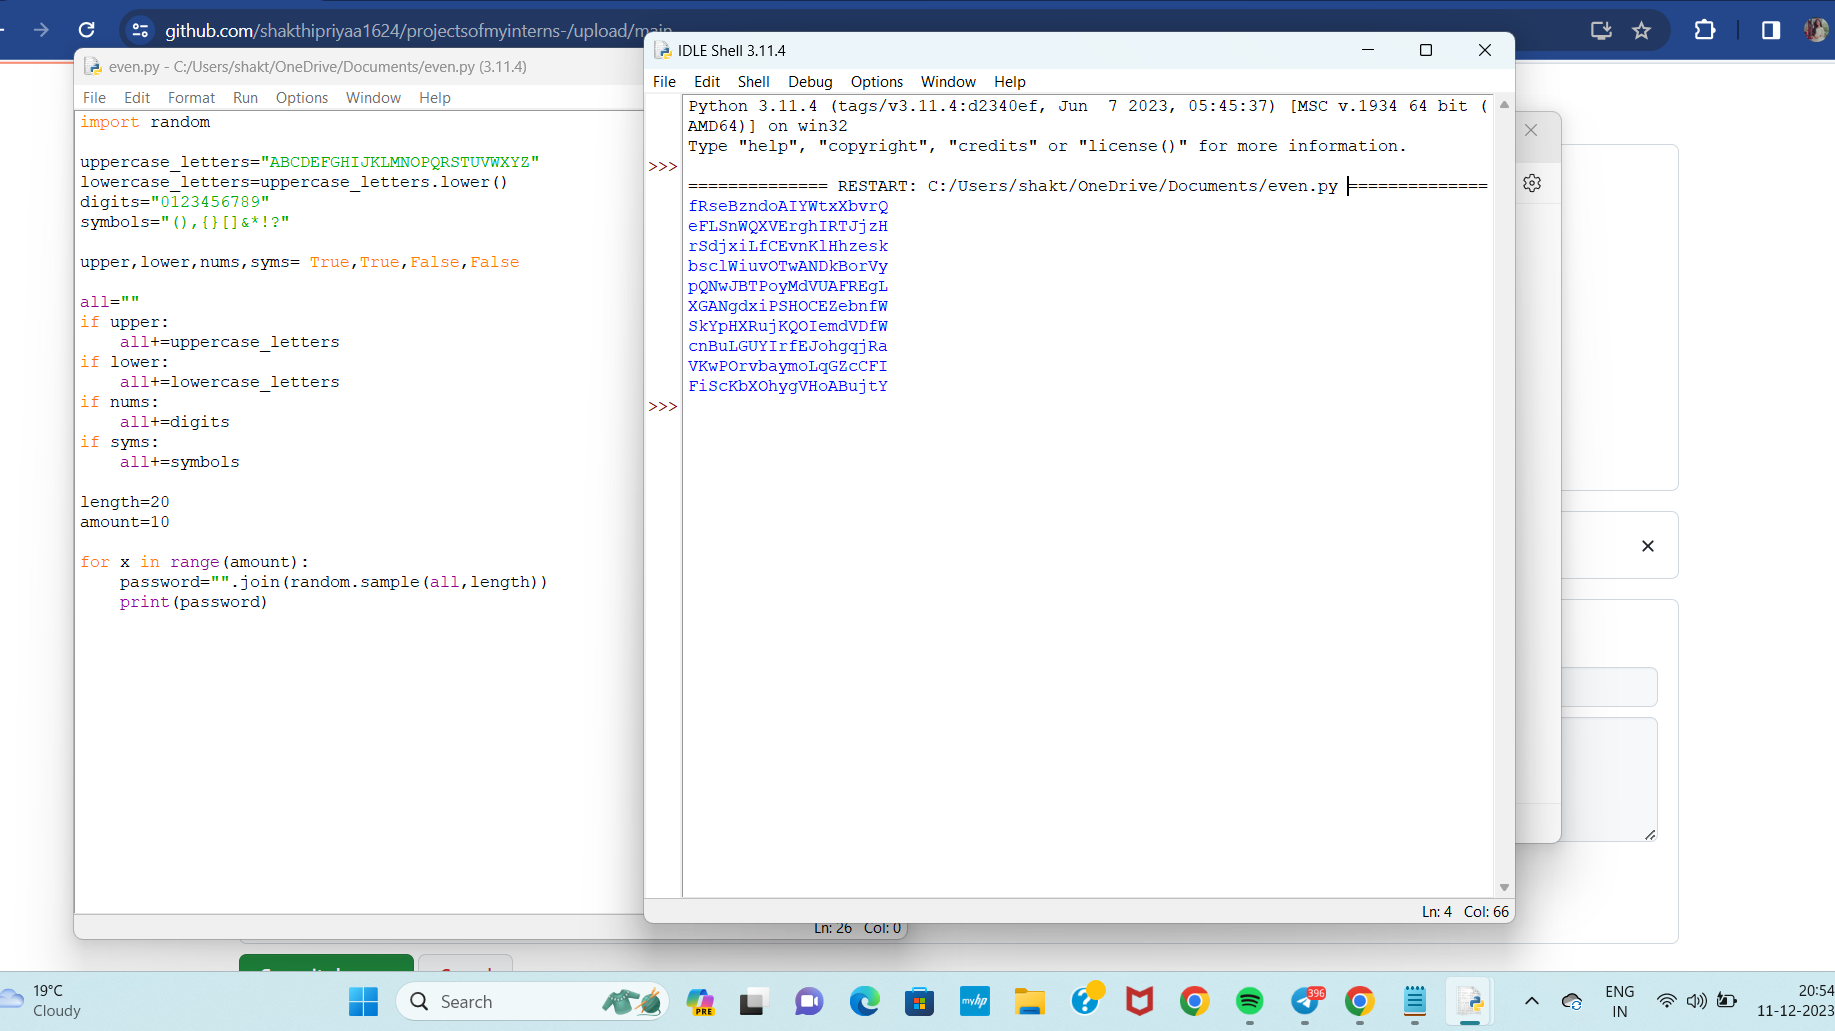 github.com/shakthipriyaa1624/projectsofmyinterns-/upload/main
even.py - C:/Users/shakt/OneDrive/Documents/even.py (3.11.4)
File Edit Format Run Options Window Help
import random
uppercase_letters="ABCDEFGHIJKLMNOPQRSTUVWXYZ"
lowercase_letters=uppercase_letters.lower()
digits="0123456789"
symbols="(),{}[]&*!?"
upper,lower,nums,syms= True,True,False,False
all=""
if upper:
    all+=uppercase_letters
if lower:
    all+=lowercase_letters
if nums:
    all+=digits
if syms:
    all+=symbols
length=20
amount=10
for x in range(amount):
    password="".join(random.sample(all,length))
    print(password)
Ln: 26 Col: 0
IDLE Shell 3.11.4
File Edit Shell Debug Options Window Help
Python 3.11.4 (tags/v3.11.4:d2340ef, Jun  7 2023, 05:45:37) [MSC v.1934 64 bit (
AMD64)] on win32
Type "help", "copyright", "credits" or "license()" for more information.
>>>
============== RESTART: C:/Users/shakt/OneDrive/Documents/even.py ==============
fRseBzndoAIYWtxXbvrQ
eFLSnWQXVErghIRTJjzH
rSdjxiLfCEvnKlHhzesk
bsclWiuvOTwANDkBorVy
pQNwJBTPoyMdVUAFREgL
XGANgdxiPSHOCEZebnfW
SkYpHXRujKQOIemdVDfW
cnBuLGUYIrfEJohgqjRa
VKwPOrvbaymoLqGZcCFI
FiScKbXOhygVHoABujtY
>>>
Ln: 4 Col: 66
19°C
Cloudy
Search
PRE
myhp
396
ENG
IN
20:54
11-12-2023